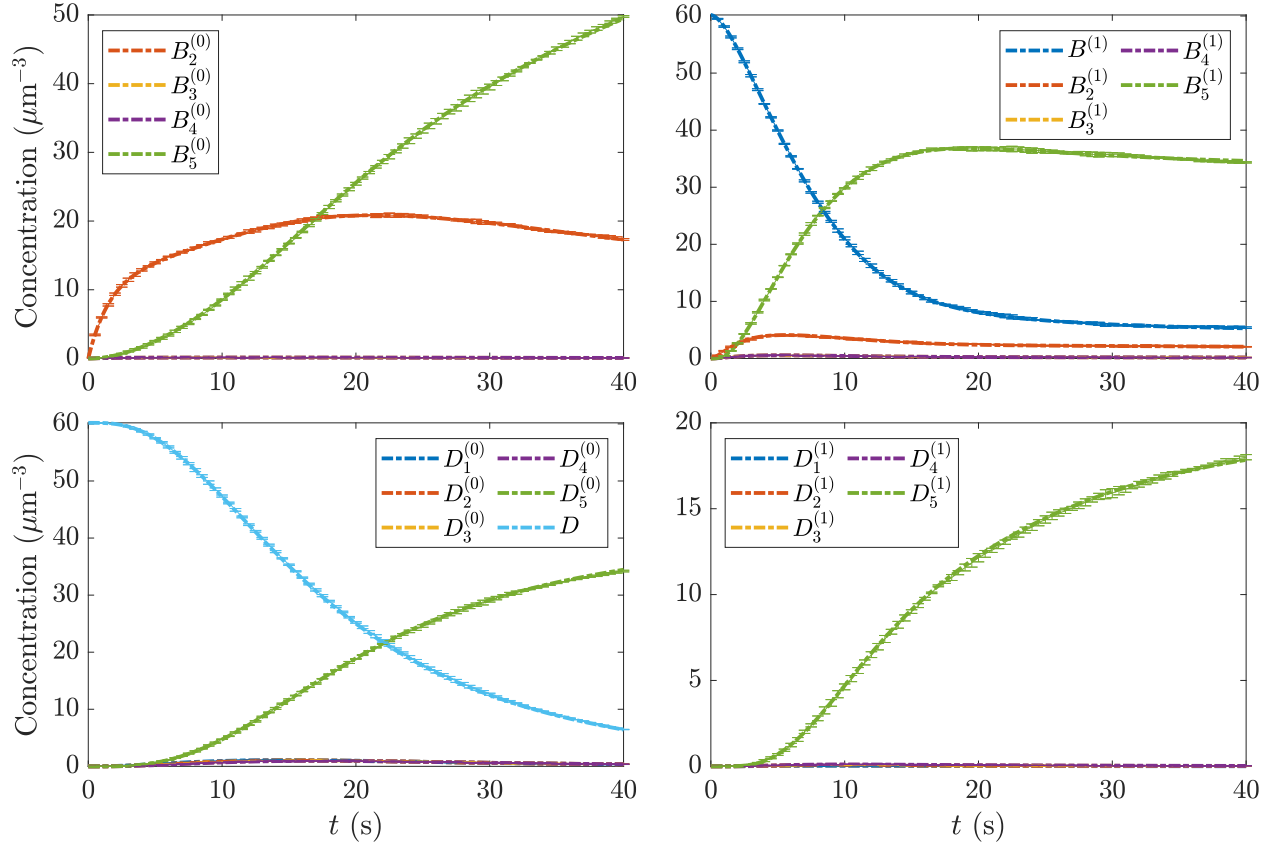 Concentration (μm⁻³)
50
40
30
20
10
0
0 10 20 30 40
B₂⁽⁰⁾
B₃⁽⁰⁾
B₄⁽⁰⁾
B₅⁽⁰⁾
60
50
40
30
20
10
0
0 10 20 30 40
B⁽¹⁾ B₄⁽¹⁾
B₂⁽¹⁾ B₅⁽¹⁾
B₃⁽¹⁾
Concentration (μm⁻³)
60
50
40
30
20
10
0
0 10 20 30 40
t (s)
D₁⁽⁰⁾ D₄⁽⁰⁾
D₂⁽⁰⁾ D₅⁽⁰⁾
D₃⁽⁰⁾ D
20
15
10
5
0
0 10 20 30 40
t (s)
D₁⁽¹⁾ D₄⁽¹⁾
D₂⁽¹⁾ D₅⁽¹⁾
D₃⁽¹⁾